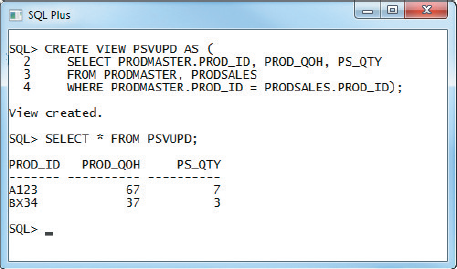 SQL Plus
SQL> CREATE VIEW PSVUPD AS (
2 SELECT PRODMASTER.PROD_ID, PROD_QOH, PS_QTY
3 FROM PRODMASTER, PRODSALES
4 WHERE PRODMASTER.PROD_ID = PRODSALES.PROD_ID);
View created.
SQL> SELECT * FROM PSVUPD;
PROD_ID PROD_QOH PS_QTY
------- ---------- ----------
A123 67 7
BX34 37 3
SQL> _